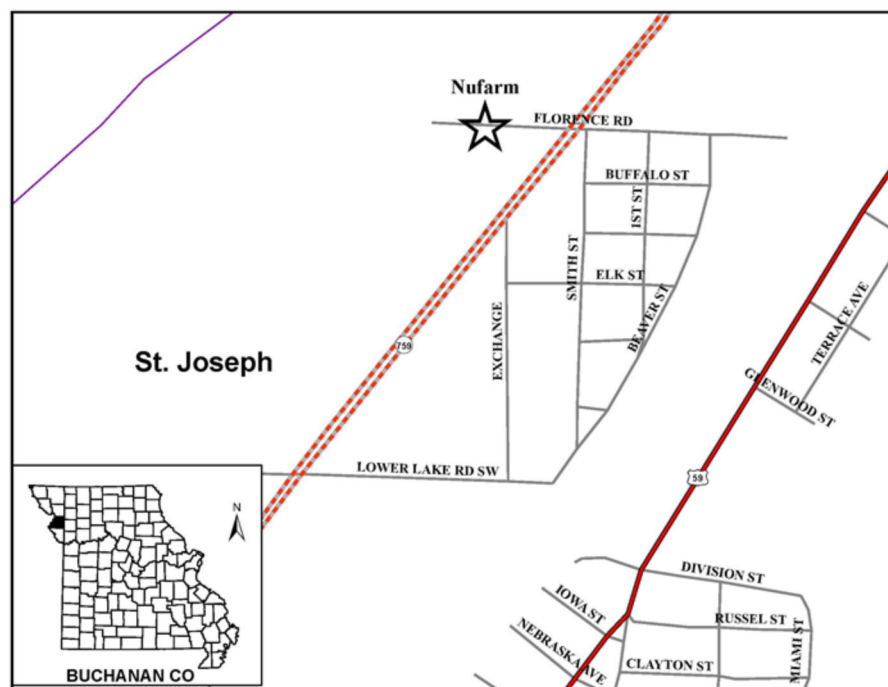 Nufarm
FLORENCE RD
BUFFALO ST
1ST ST
SMITH ST
ELK ST
BEAVER ST
EXCHANGE
TERRACE AVE
GLENWOOD ST
759
St. Joseph
LOWER LAKE RD SW
59
N
DIVISION ST
IOWA ST
RUSSEL ST
NEBRASKA AVE
MIAMI ST
CLAYTON ST
BUCHANAN CO